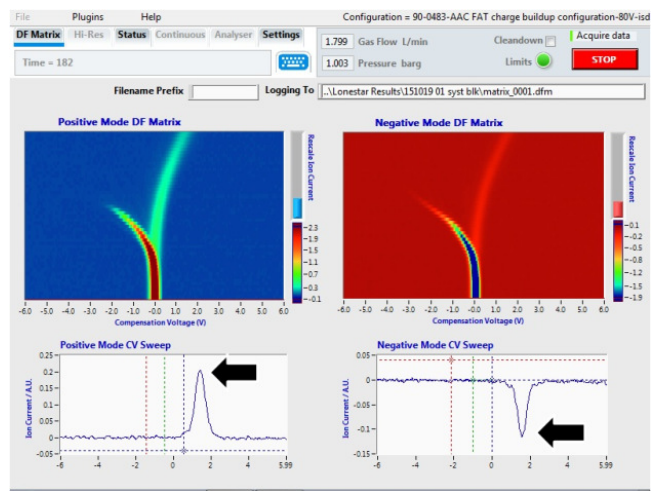 File Plugins Help Configuration = 90-0483-AAC FAT charge buildup configuration-80V-isd
DF Matrix Hi-Res Status Continuous Analyser Settings
1.799 Gas Flow L/min Cleandown Acquire data
Time = 182
1.003 Pressure barg Limits STOP
Filename Prefix Logging To ..\Lonestar Results\151019 01 syst blk\matrix_0001.dfm
Positive Mode DF Matrix Negative Mode DF Matrix
Rescale Ion Current
-2.3
-1.9
-1.5
-1.1
-0.7
-0.3
--0.1
Rescale Ion Current
-0.1
-0.2
-0.5
-0.8
-1.2
-1.5
-1.9
-6.0 -5.0 -4.0 -3.0 -2.0 -1.0 0.0 1.0 2.0 3.0 4.0 5.0 6.0
Compensation Voltage (V)
-6.0 -5.0 -4.0 -3.0 -2.0 -1.0 0.0 1.0 2.0 3.0 4.0 5.0 6.0
Compensation Voltage (V)
Positive Mode CV Sweep Negative Mode CV Sweep
Ion Current / A.U.
0.25
0.2
0.15
0.1
0.05
0
-0.05
-6 -4 -2 0 2 4 5.99
Ion Current / A.U.
0.05
0
-0.05
-0.1
-0.15
-6 -4 -2 0 2 4 5.99